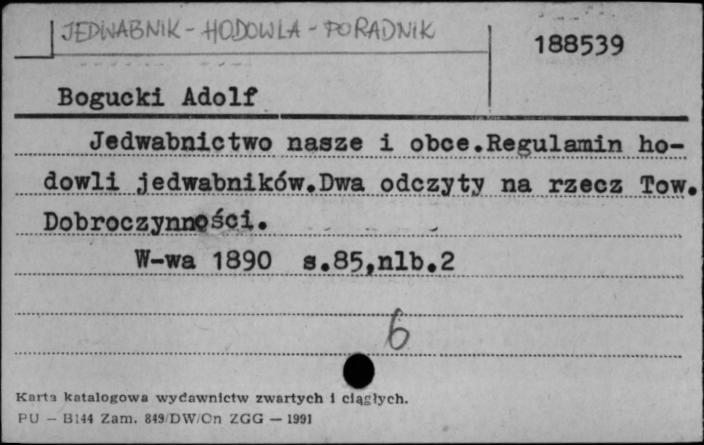 JEDWABNIK - HODOWLA - PORADNIK
188539
Bogucki Adolf
Jedwabnictwo nasze i obce.Regulamin ho-
dowli jedwabników.Dwa odczyty na rzecz Tow.
Dobroczynności.
W-wa 1890 s.85,nlb.2
6
Karta katalogowa wydawnictw zwartych i ciągłych.
PU — B144 Zam. 849/DW/Cn ZGG — 1991